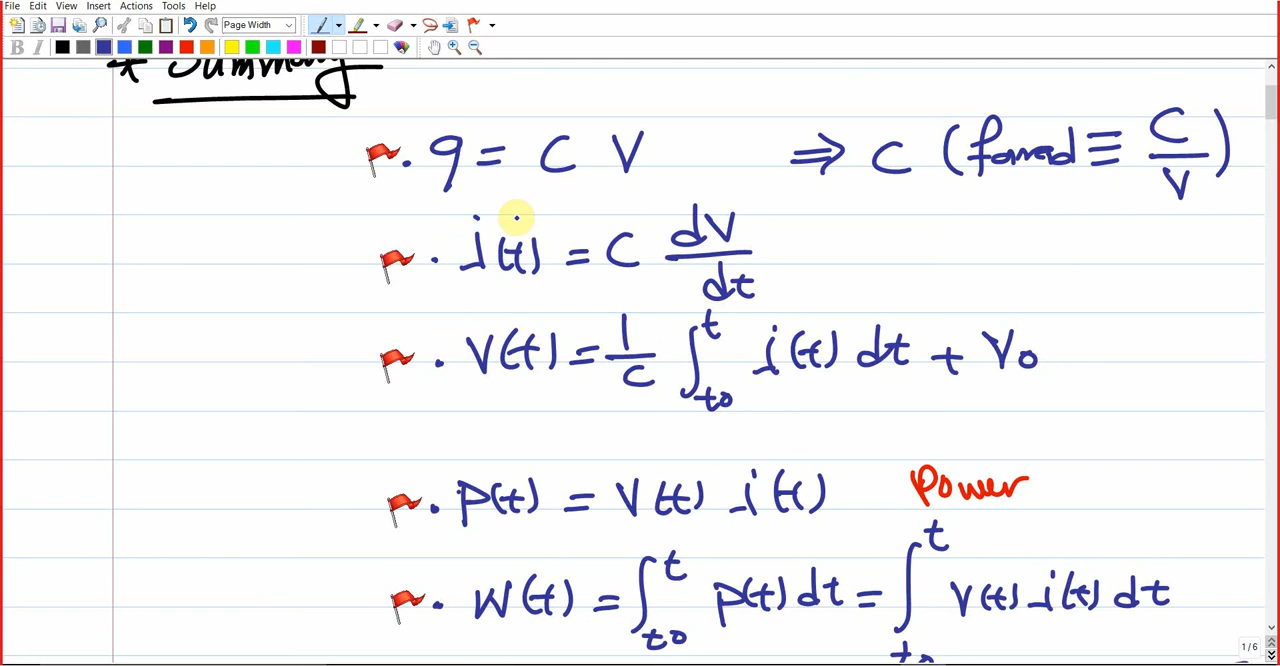 File Edit View Insert Actions Tools Help
Page Width
B I
* Summary
• q = C V ⇒ C (farad ≡ C/V)
• i(t) = C dV/dt
• V(t) = 1/C ∫_{t0}^{t} i(t) dt + V0
• P(t) = V(t) i(t) Power
• W(t) = ∫_{t0}^{t} P(t) dt = ∫_{t0}^{t} V(t) i(t) dt
1/6